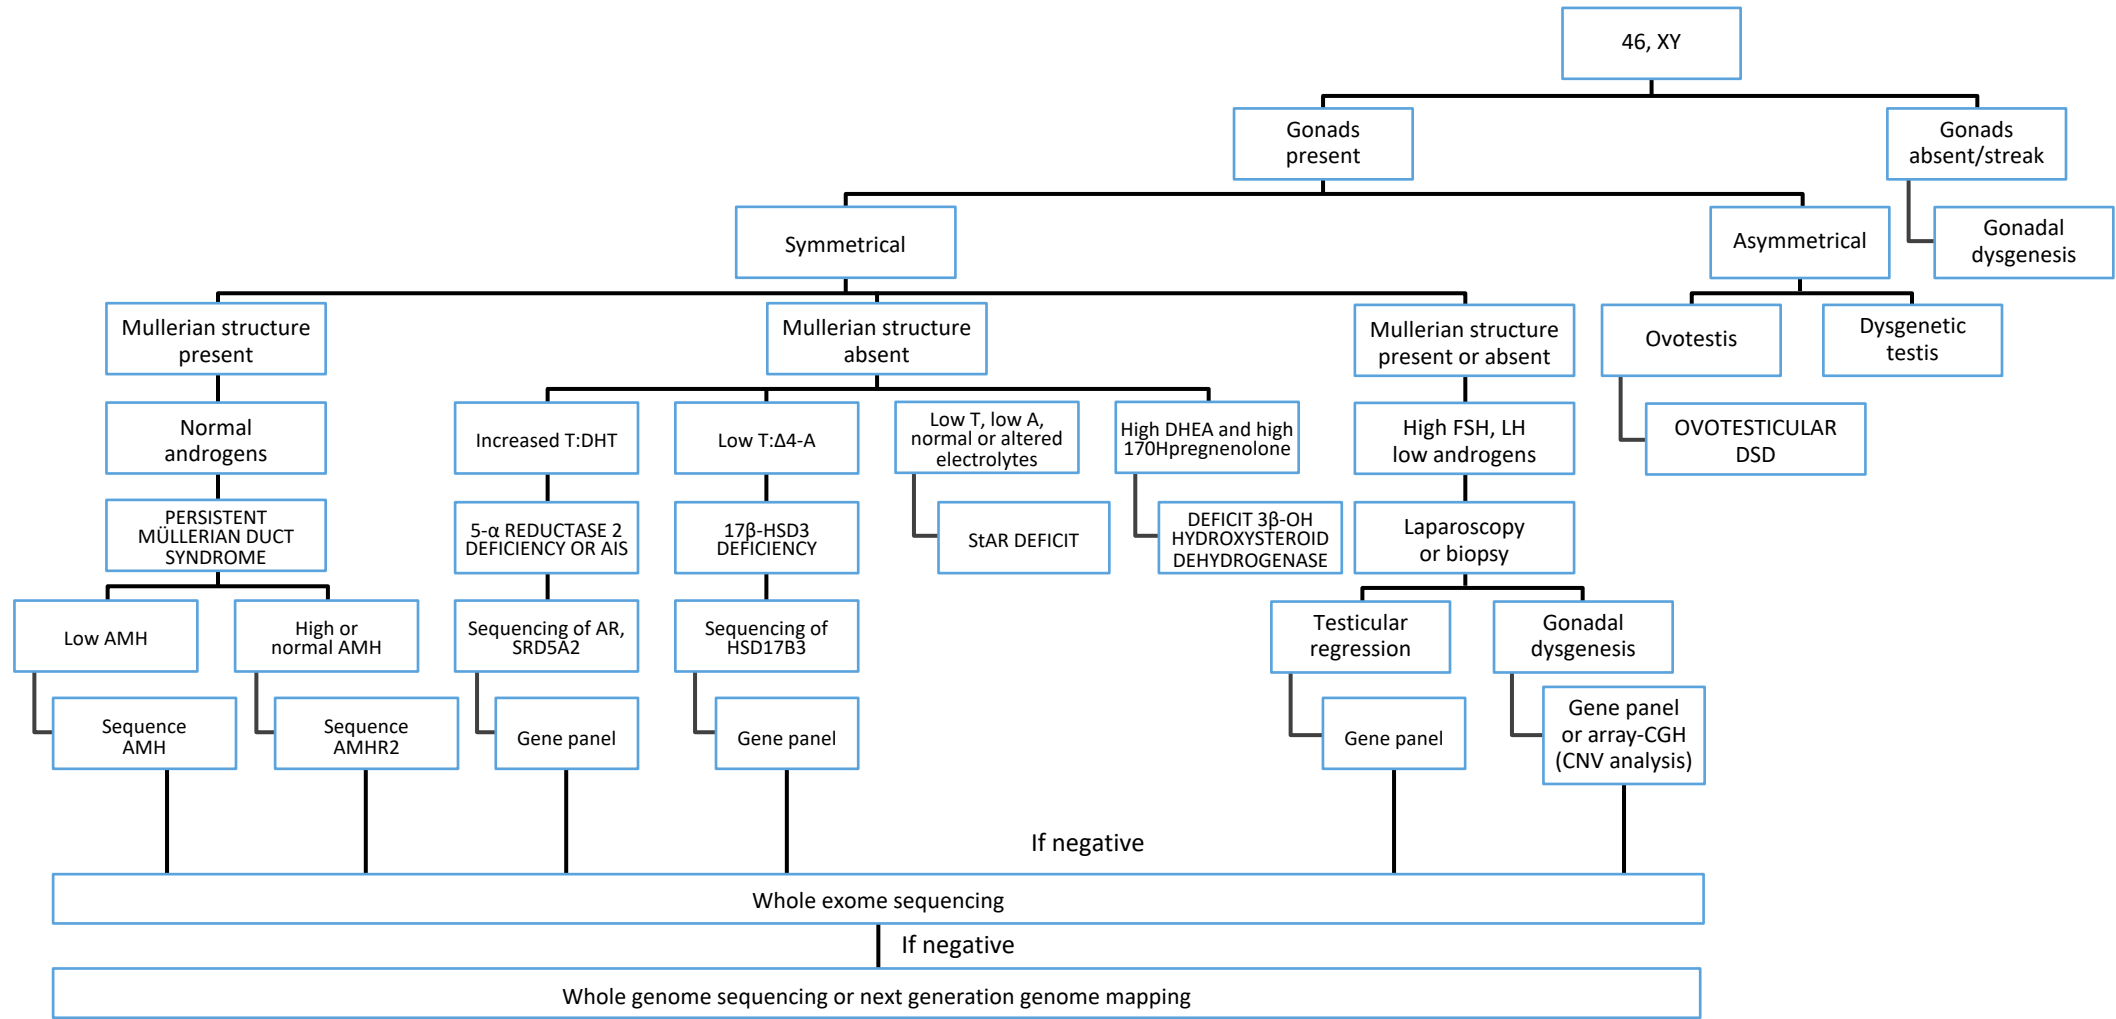 46, XY
Gonads
present
Gonads
absent/streak
Symmetrical
Asymmetrical
Gonadal
dysgenesis
Mullerian structure
present
Mullerian structure
absent
Mullerian structure
present or absent
Ovotestis
Dysgenetic
testis
Normal
androgens
Increased T:DHT
Low T:Δ4-A
Low T, low A,
normal or altered
electrolytes
High DHEA and high
170Hpregnenolone
High FSH, LH
low androgens
OVOTESTICULAR
DSD
PERSISTENT
MÜLLERIAN DUCT
SYNDROME
5-α REDUCTASE 2
DEFICIENCY OR AIS
17β-HSD3
DEFICIENCY
StAR DEFICIT
DEFICIT 3β-OH
HYDROXYSTEROID
DEHYDROGENASE
Laparoscopy
or biopsy
Low AMH
High or
normal AMH
Sequencing of AR,
SRD5A2
Sequencing of
HSD17B3
Testicular
regression
Gonadal
dysgenesis
Sequence
AMH
Sequence
AMHR2
Gene panel
Gene panel
Gene panel
Gene panel
or array-CGH
(CNV analysis)
If negative
Whole exome sequencing
If negative
Whole genome sequencing or next generation genome mapping